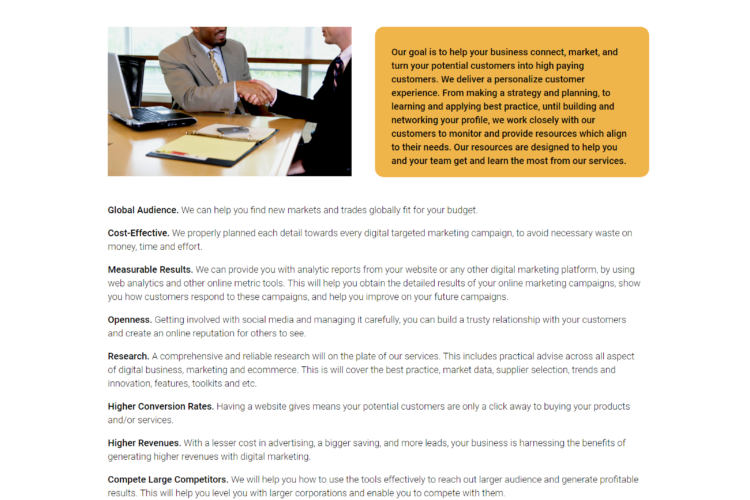 Our goal is to help your business connect, market, and
turn your potential customers into high paying
customers. We deliver a personalize customer
experience. From making a strategy and planning, to
learning and applying best practice, until building and
networking your profile, we work closely with our
customers to monitor and provide resources which align
to their needs. Our resources are designed to help you
and your team get and learn the most from our services.
Global Audience. We can help you find new markets and trades globally fit for your budget.
Cost-Effective. We properly planned each detail towards every digital targeted marketing campaign, to avoid necessary waste on
money, time and effort.
Measurable Results. We can provide you with analytic reports from your website or any other digital marketing platform, by using
web analytics and other online metric tools. This will help you obtain the detailed results of your online marketing campaigns, show
you how customers respond to these campaigns, and help you improve on your future campaigns.
Openness. Getting involved with social media and managing it carefully, you can build a trusty relationship with your customers
and create an online reputation for others to see.
Research. A comprehensive and reliable research will on the plate of our services. This includes practical advise across all aspect
of digital business, marketing and ecommerce. This is will cover the best practice, market data, supplier selection, trends and
innovation, features, toolkits and etc.
Higher Conversion Rates. Having a website gives means your potential customers are only a click away to buying your products
and/or services.
Higher Revenues. With a lesser cost in advertising, a bigger saving, and more leads, your business is harnessing the benefits of
generating higher revenues with digital marketing.
Compete Large Competitors. We will help you how to use the tools effectively to reach out larger audience and generate profitable
results. This will help you level you with larger corporations and enable you to compete with them.